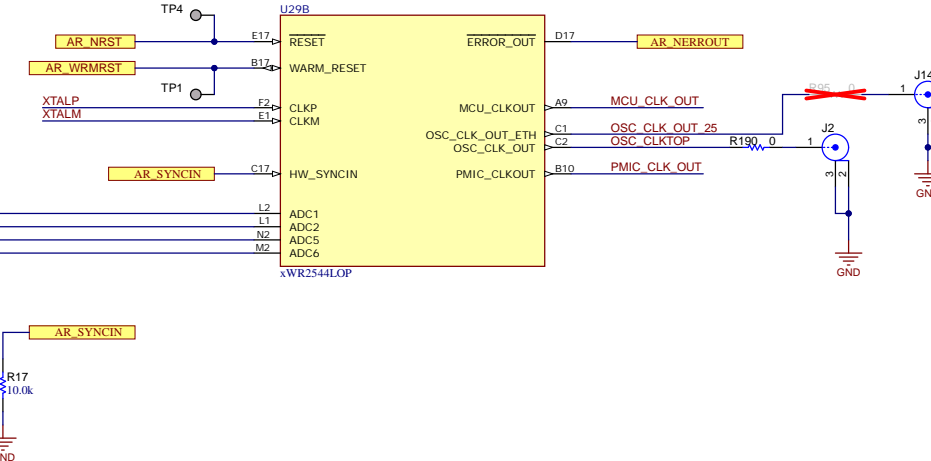 TP4
U29B
AR_NRST
E17
RESET
ERROR_OUT
D17
AR_NERROUT
AR_WRMRST
B17
WARM_RESET
TP1
R95 0
1
J14
3
XTALP
F2
CLKP
MCU_CLKOUT
A9
MCU_CLK_OUT
XTALM
E1
CLKM
OSC_CLK_OUT_ETH
C1
OSC_CLK_OUT_25
J2
OSC_CLK_OUT
C2
OSC_CLKTOP
R190 0
1
3
2
AR_SYNCIN
C17
HW_SYNCIN
PMIC_CLKOUT
B10
PMIC_CLK_OUT
GN
L2
ADC1
L1
ADC2
N2
ADC5
M2
ADC6
xWR2544LOP
GND
AR_SYNCIN
R17
10.0k
ND